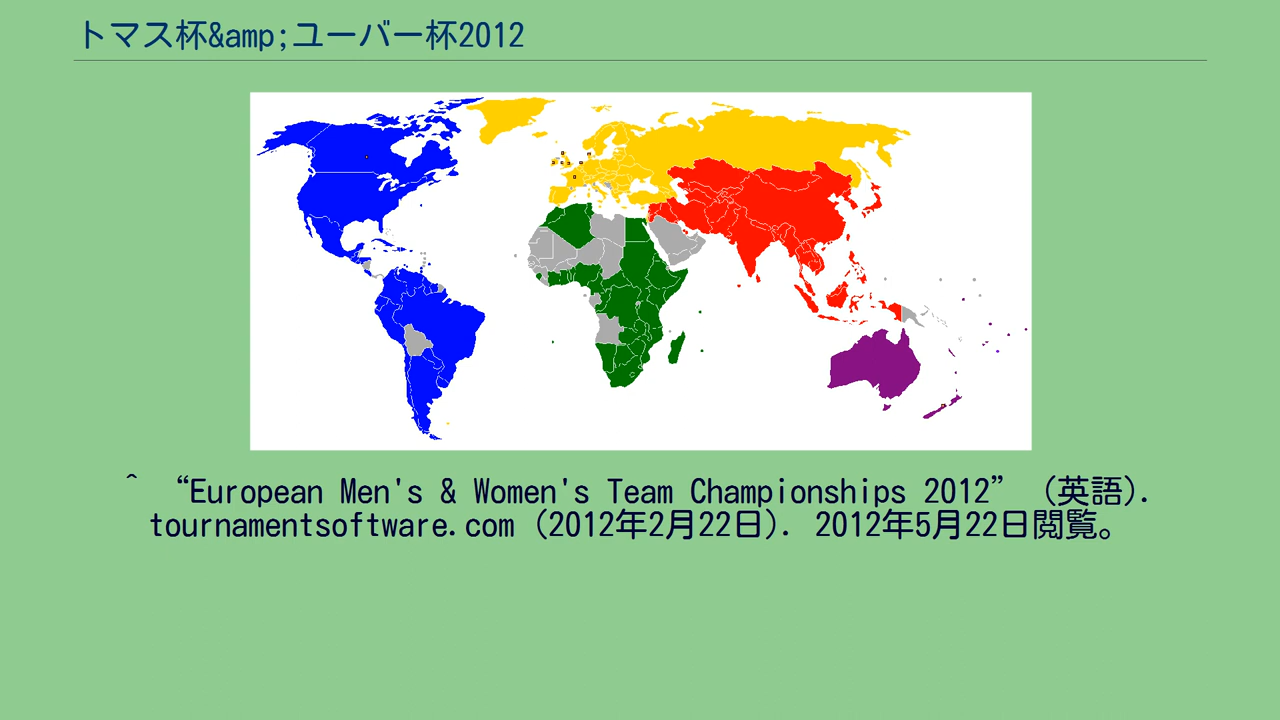 トマス杯&amp;ユーバー杯2012
^ “European Men's & Women's Team Championships 2012” (英語).
tournamentsoftware.com (2012年2月22日). 2012年5月22日閲覧。